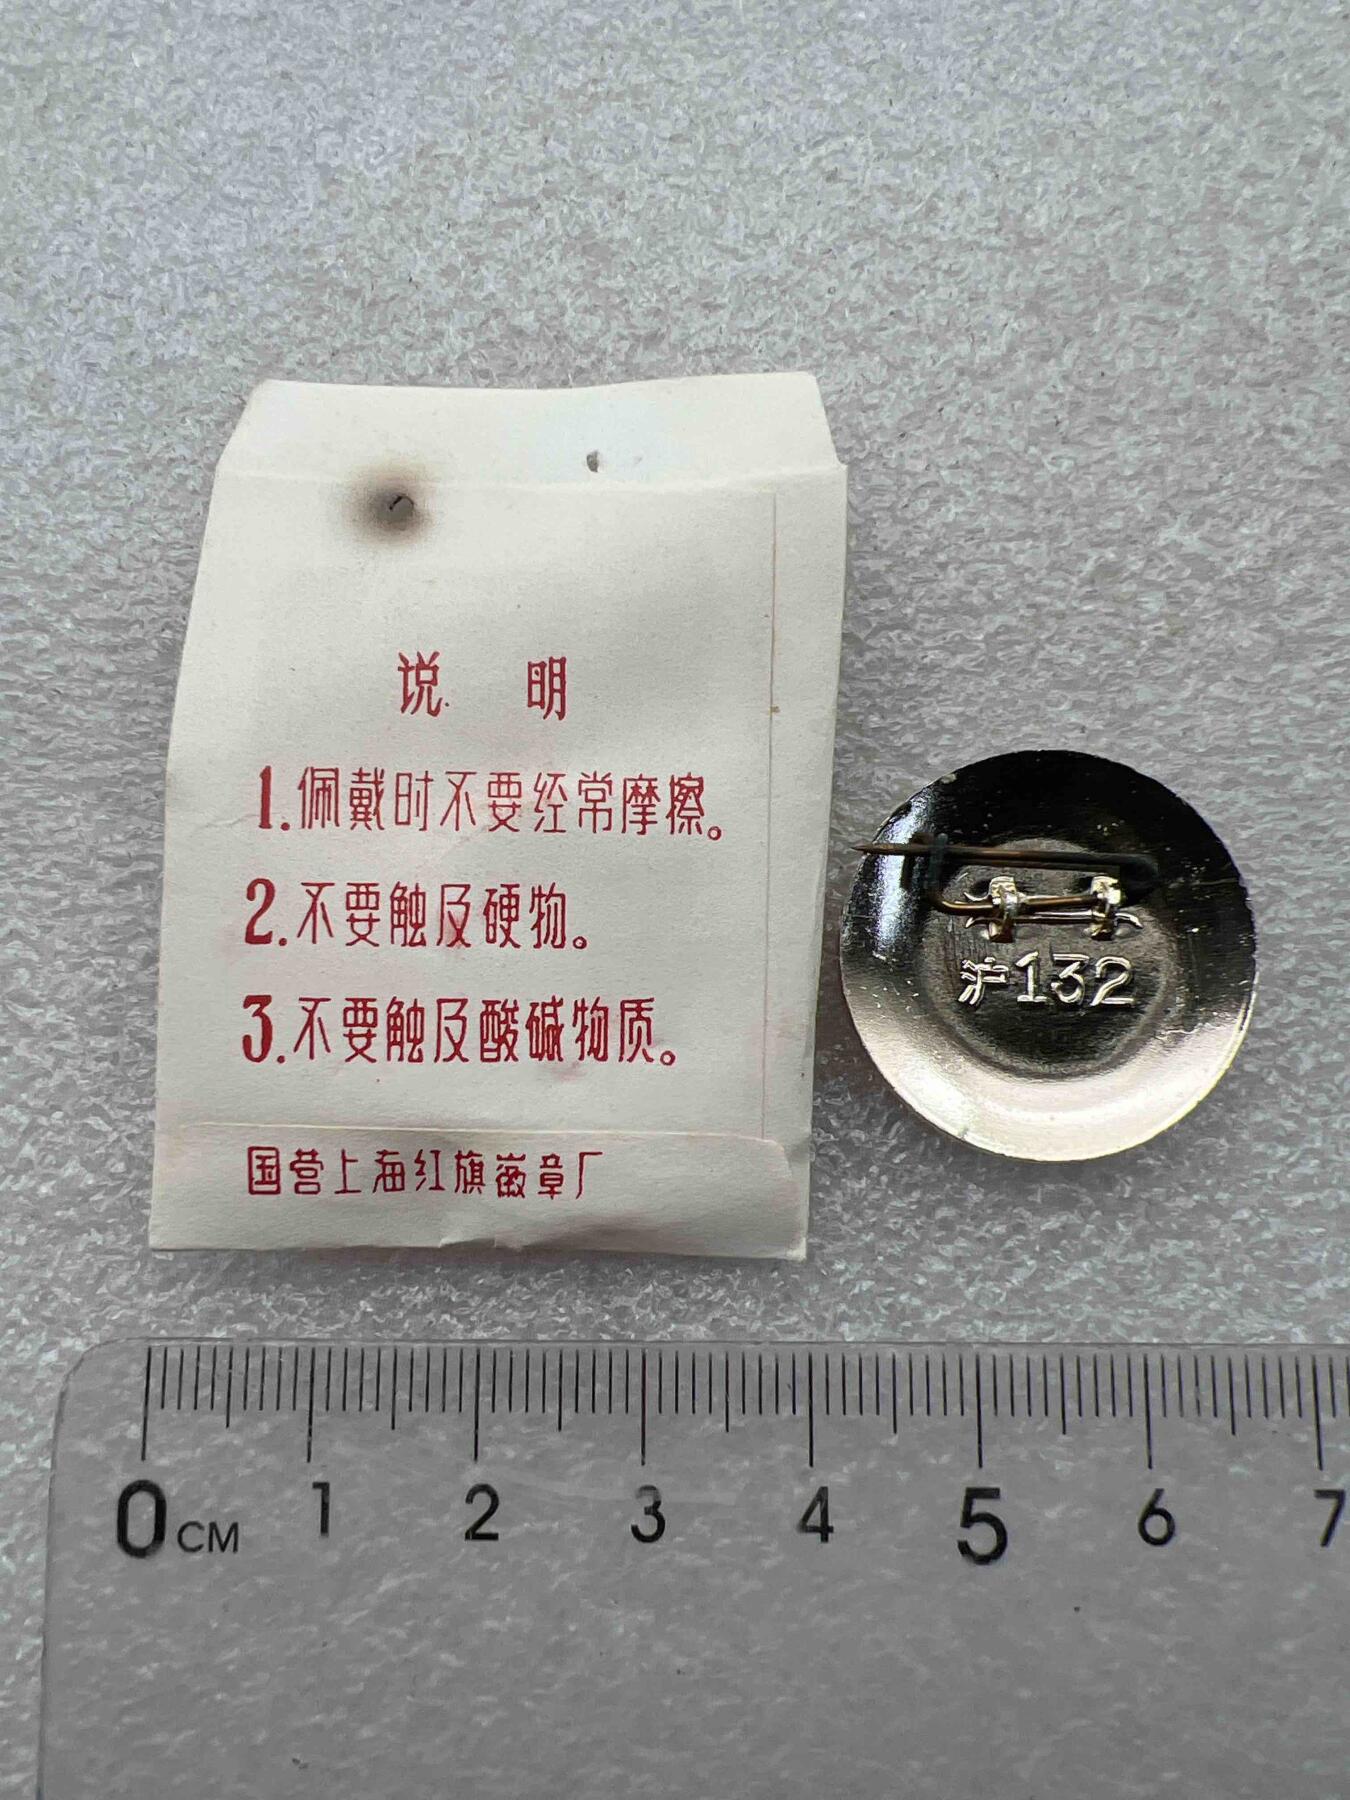 说 明
1.佩戴时不要经常摩擦。
2.不要触及硬物。
3.不要触及酸碱物质。
国营上海红旗徽章厂
沪132
0CM 1 2 3 4 5 6 7